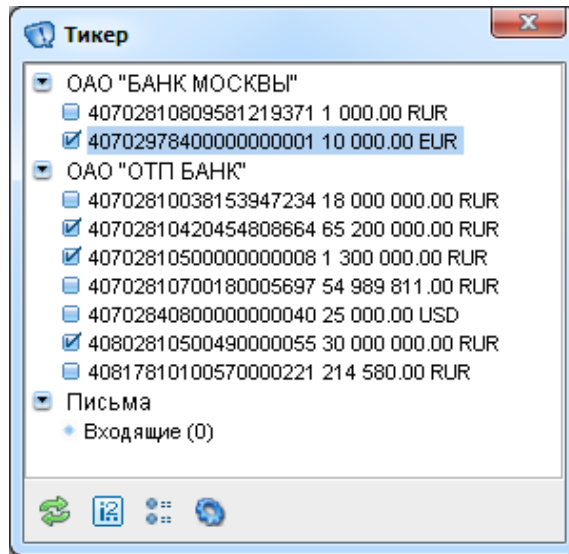 Тикер
ОАО "БАНК МОСКВЫ"
40702810809581219371 1 000.00 RUR
40702978400000000001 10 000.00 EUR
ОАО "ОТП БАНК"
40702810038153947234 18 000 000.00 RUR
40702810420454808664 65 200 000.00 RUR
40702810500000000008 1 300 000.00 RUR
40702810700180005697 54 989 811.00 RUR
40702840800000000040 25 000.00 USD
40802810500490000055 30 000 000.00 RUR
40817810100570000221 214 580.00 RUR
Письма
Входящие (0)
i2